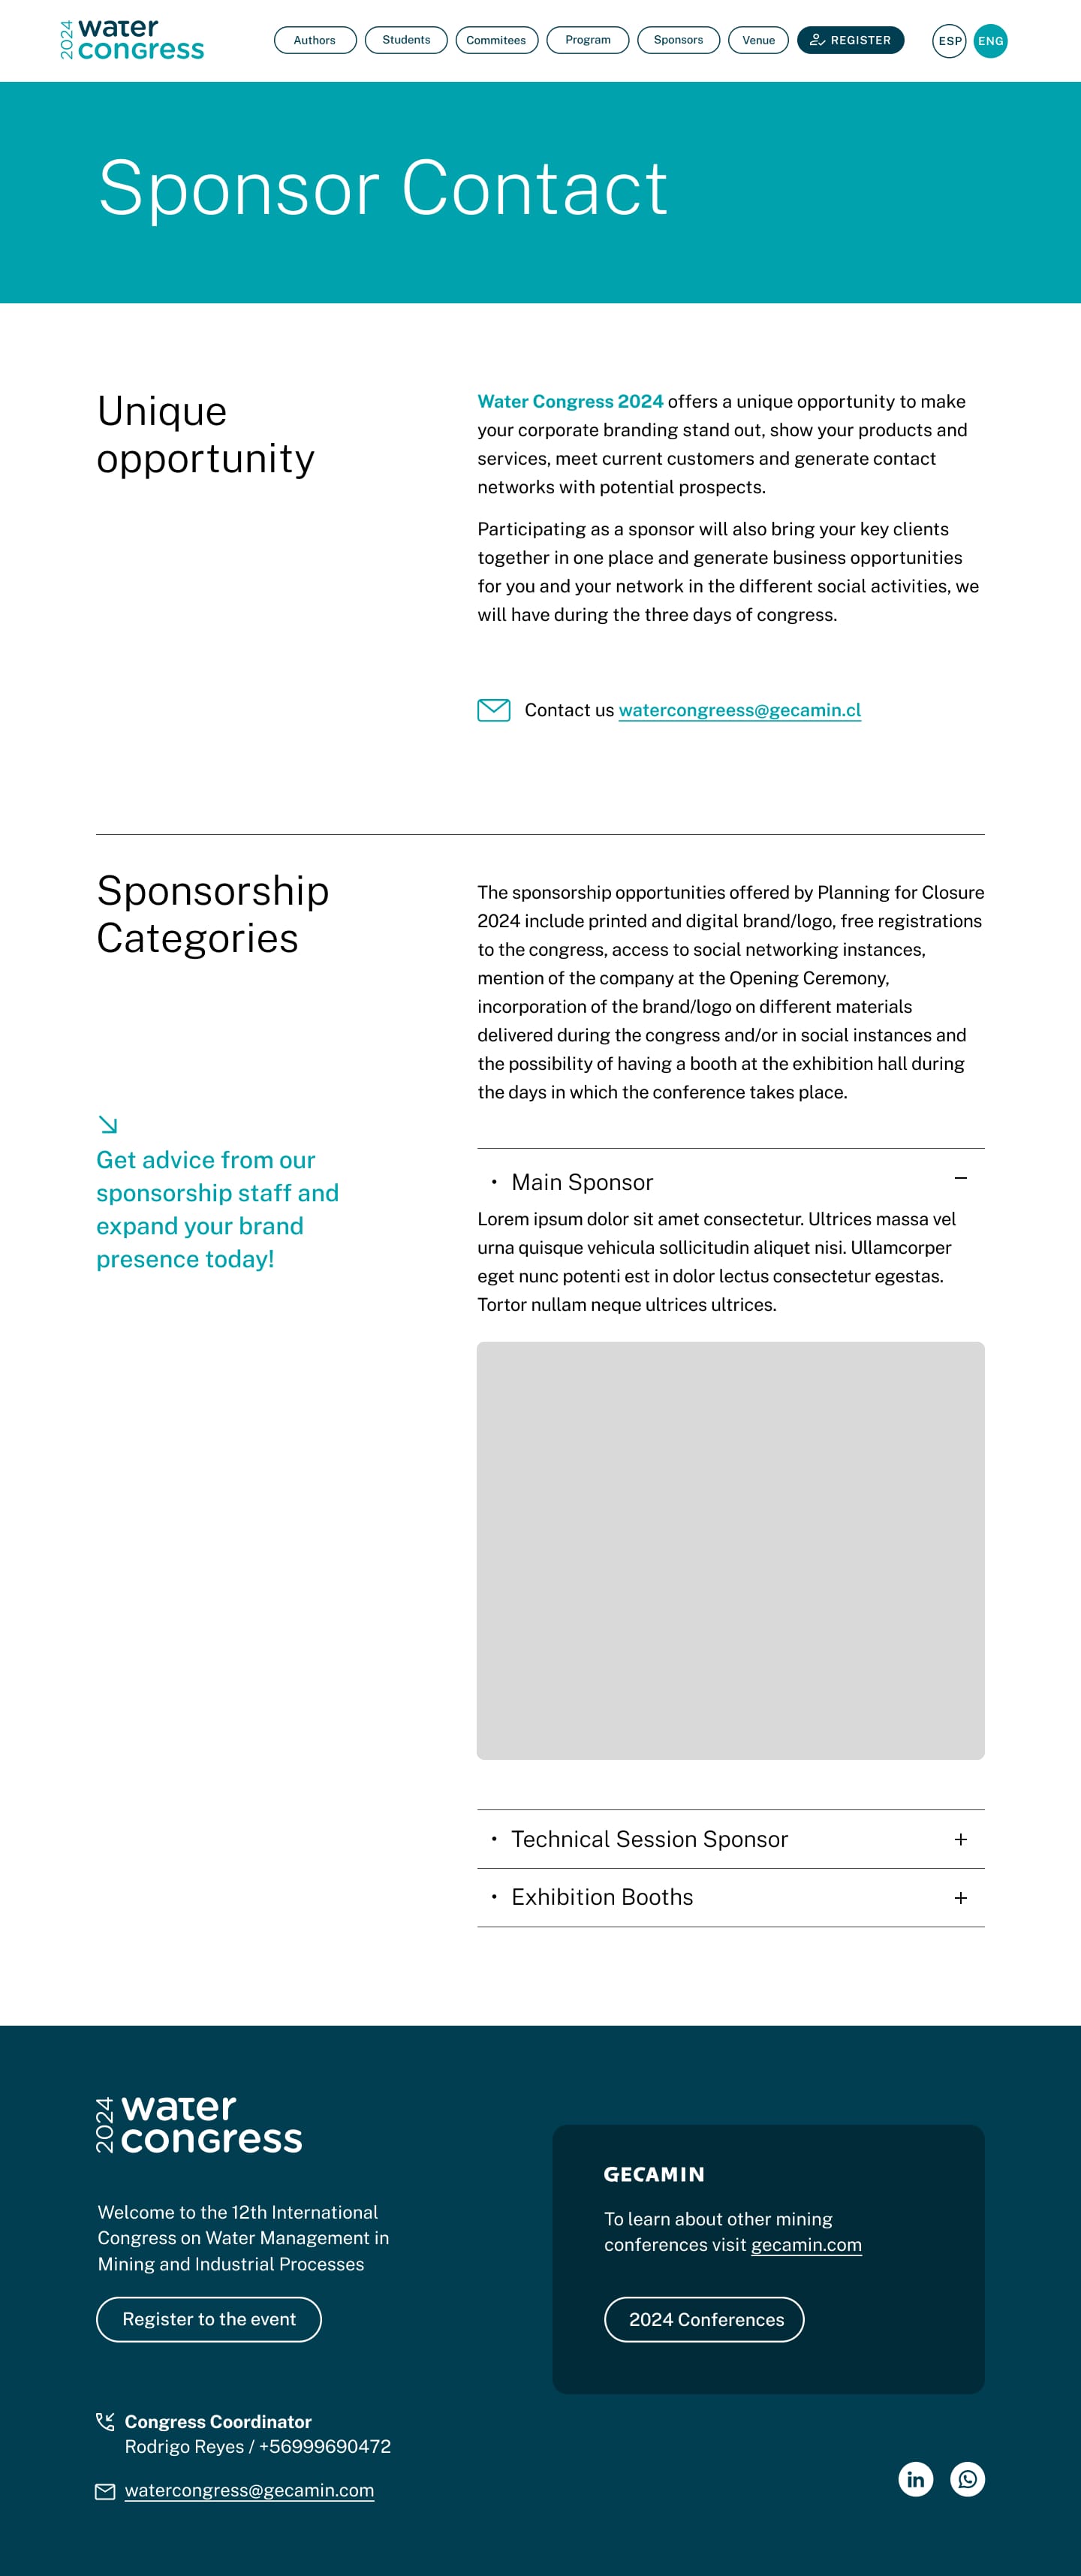 2024 water
congress
Authors
Students
Commitees
Program
Sponsors
Venue
REGISTER
ESP
ENG
Sponsor Contact
Unique
opportunity
Water Congress 2024 offers a unique opportunity to make
your corporate branding stand out, show your products and
services, meet current customers and generate contact
networks with potential prospects.
Participating as a sponsor will also bring your key clients
together in one place and generate business opportunities
for you and your network in the different social activities, we
will have during the three days of congress.
Contact us watercongreess@gecamin.cl
Sponsorship
Categories
Get advice from our
sponsorship staff and
expand your brand
presence today!
The sponsorship opportunities offered by Planning for Closure
2024 include printed and digital brand/logo, free registrations
to the congress, access to social networking instances,
mention of the company at the Opening Ceremony,
incorporation of the brand/logo on different materials
delivered during the congress and/or in social instances and
the possibility of having a booth at the exhibition hall during
the days in which the conference takes place.
• Main Sponsor −
Lorem ipsum dolor sit amet consectetur. Ultrices massa vel
urna quisque vehicula sollicitudin aliquet nisi. Ullamcorper
eget nunc potenti est in dolor lectus consectetur egestas.
Tortor nullam neque ultrices ultrices.
• Technical Session Sponsor +
• Exhibition Booths +
2024 water
congress
Welcome to the 12th International
Congress on Water Management in
Mining and Industrial Processes
Register to the event
Congress Coordinator
Rodrigo Reyes / +56999690472
watercongress@gecamin.com
GECAMIN
To learn about other mining
conferences visit gecamin.com
2024 Conferences
in